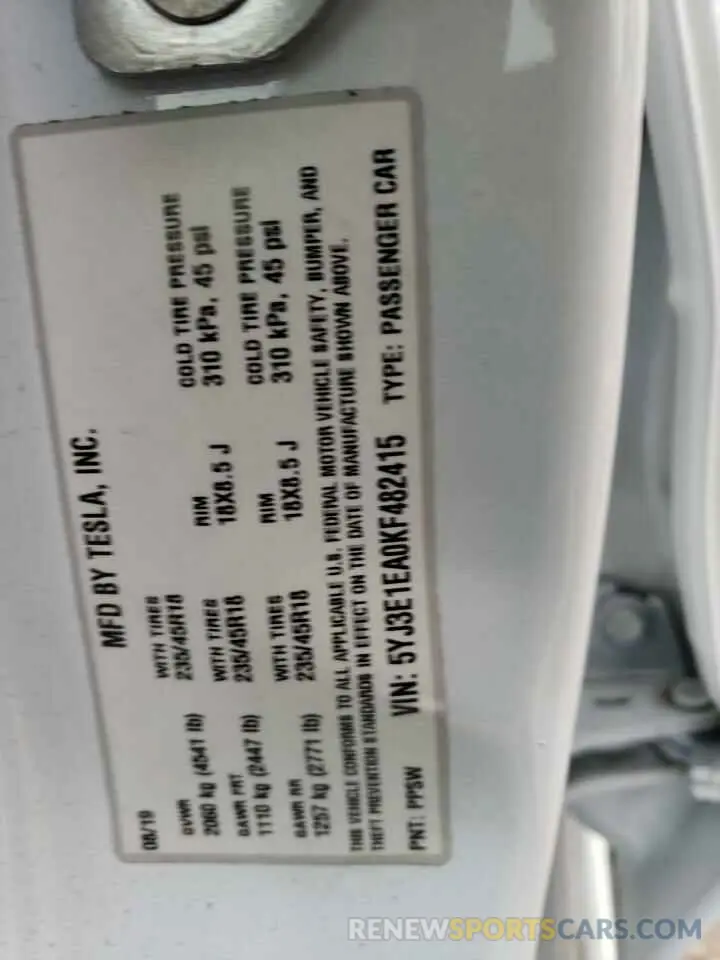 MFD BY TESLA, INC.
08/19
GVWR WITH TIRES RIM COLD TIRE PRESSURE
2060 kg (4541 lb) 235/45R18 18X8.5 J 310 kPa, 45 psi
GAWR FRT WITH TIRES RIM COLD TIRE PRESSURE
1110 kg (2447 lb) 235/45R18 18X8.5 J 310 kPa, 45 psi
GAWR RR WITH TIRES
1257 kg (2771 lb) 235/45R18
THIS VEHICLE CONFORMS TO ALL APPLICABLE U.S. FEDERAL MOTOR VEHICLE SAFETY, BUMPER, AND
THEFT PREVENTION STANDARDS IN EFFECT ON THE DATE OF MANUFACTURE SHOWN ABOVE.
VIN: 5YJ3E1EA0KF482415 TYPE: PASSENGER CAR
PNT: PPSW
RENEWSPORTSCARS.COM